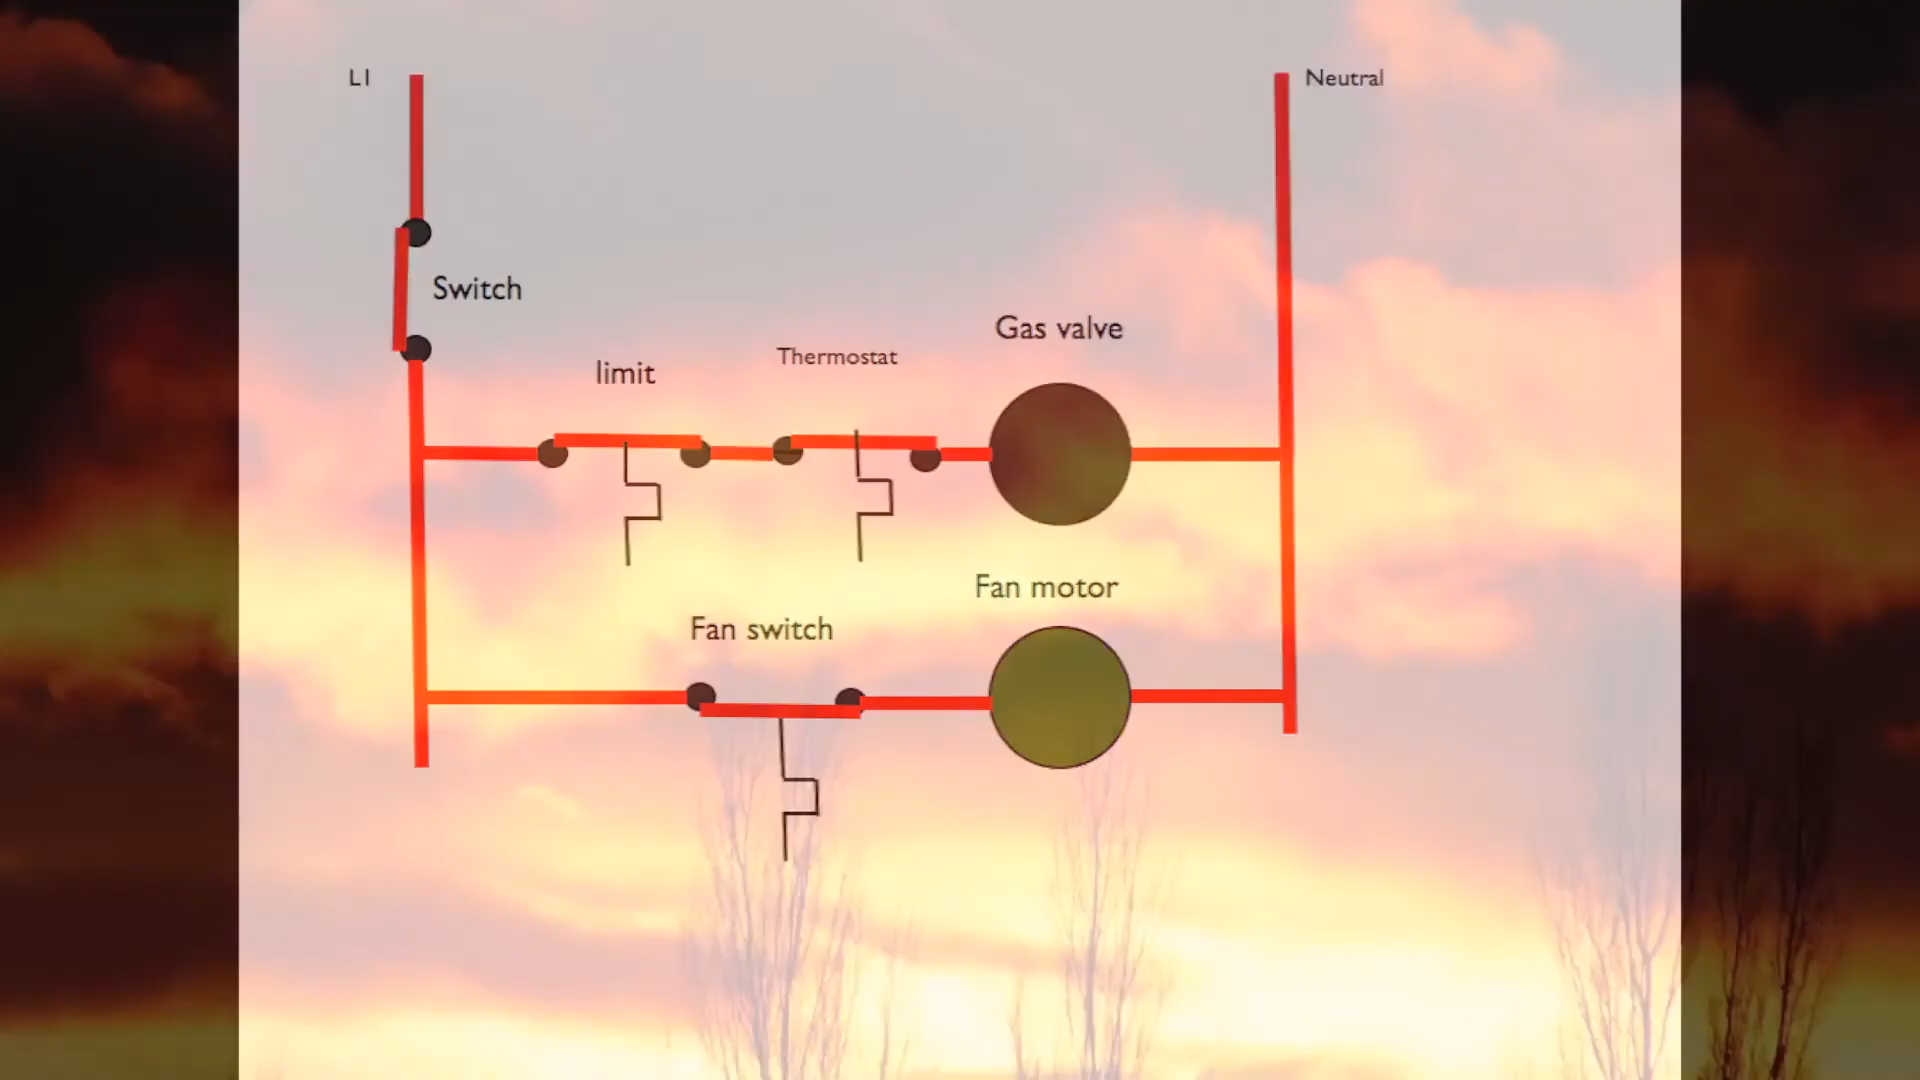 L1
Neutral
Switch
Gas valve
Thermostat
limit
Fan motor
Fan switch